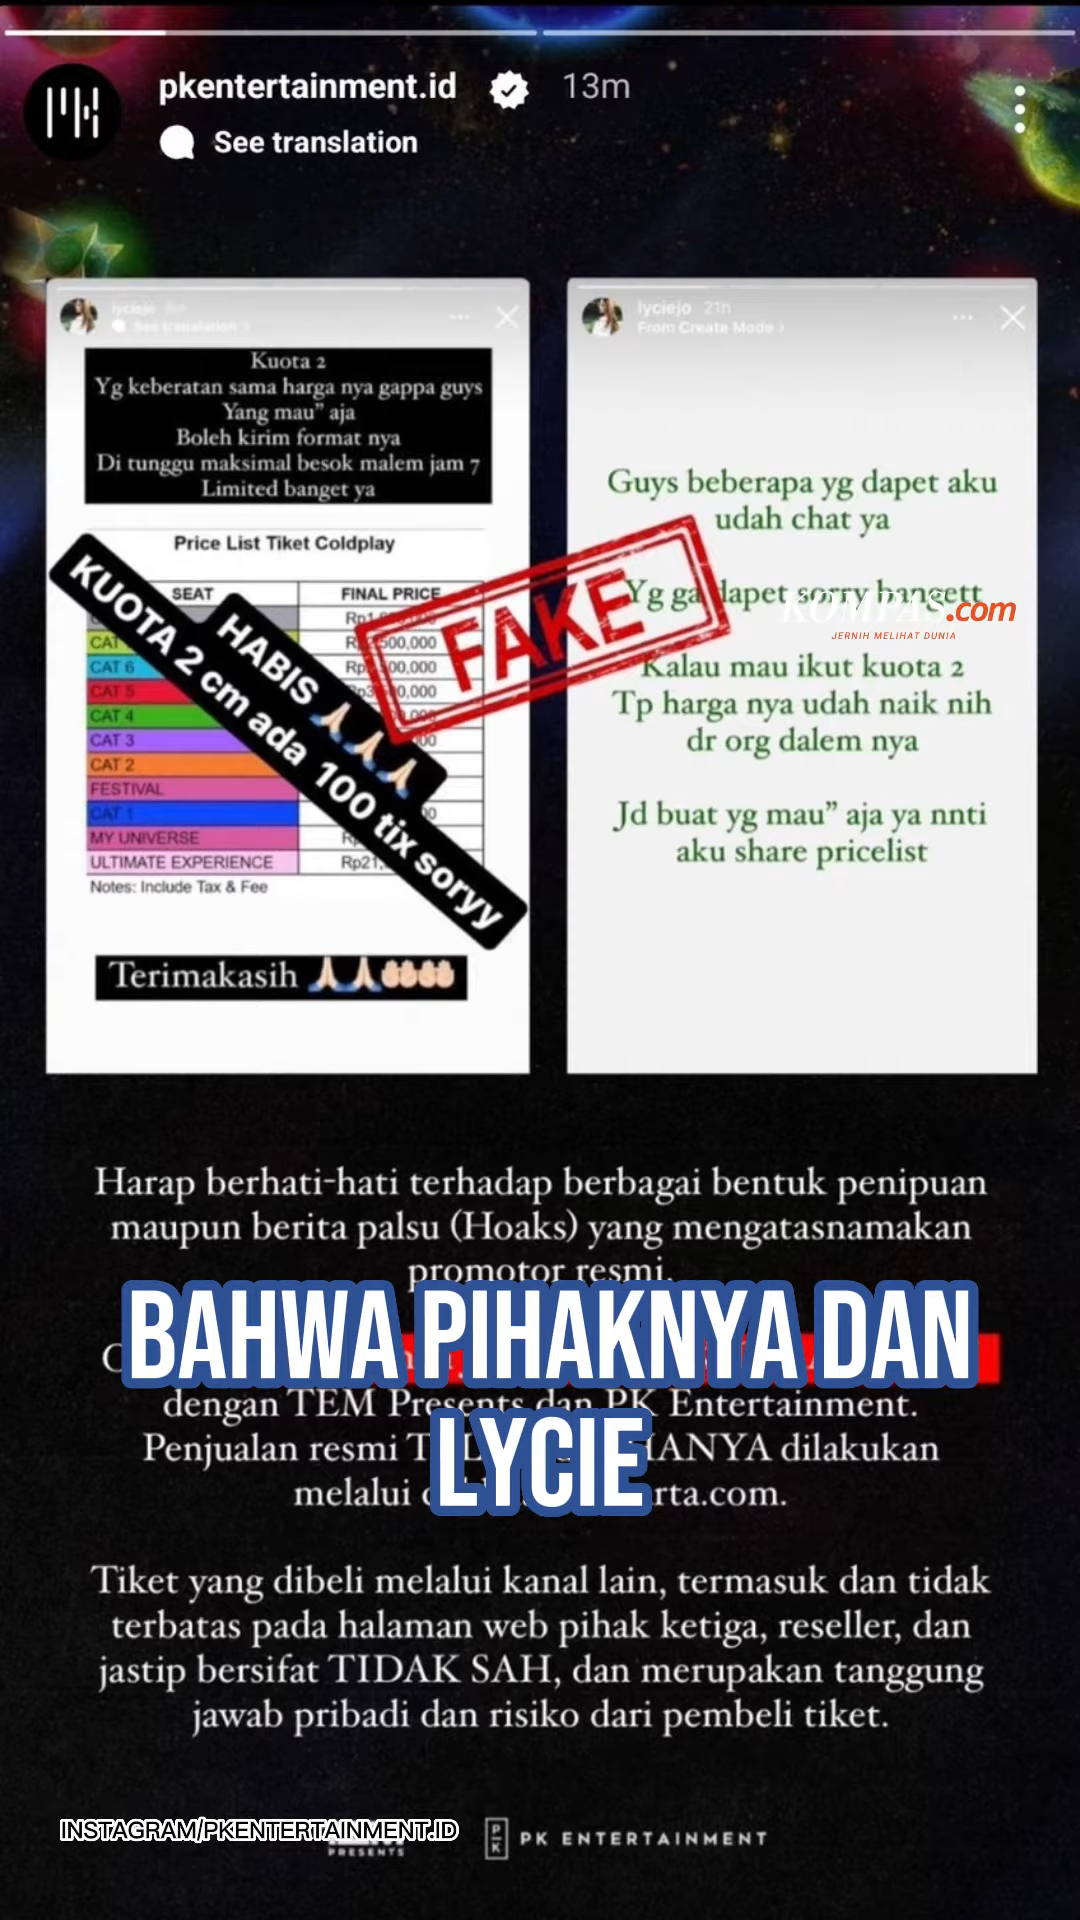 pkentertainment.id 13m
See translation
lyciejo
See translation
Kuota 2
Yg keberatan sama harga nya gappa guys
Yang mau” aja
Boleh kirim format nya
Di tunggu maksimal besok malem jam 7
Limited banget ya
Price List Tiket Coldplay
SEAT FINAL PRICE
CAT
CAT 6
CAT 5
CAT 4
CAT 3
CAT 2
FESTIVAL
CAT 1
MY UNIVERSE
ULTIMATE EXPERIENCE
Notes: Include Tax & Fee
HABIS 🙏🏻🙏🏻🙏🏻
KUOTA 2 cm ada 100 tix soryy
Terimakasih 🙏🏻🙏🏻🤲🏻🤲🏻
FAKE
lyciejo 21h
From Create Mode
Guys beberapa yg dapet aku
udah chat ya
Yg ga dapet sorry bangett
KOMPAS.com
JERNIH MELIHAT DUNIA
Kalau mau ikut kuota 2
Tp harga nya udah naik nih
dr org dalem nya
Jd buat yg mau” aja ya nnti
aku share pricelist
Harap berhati-hati terhadap berbagai bentuk penipuan
maupun berita palsu (Hoaks) yang mengatasnamakan
promotor resmi.
BAHWA PIHAKNYA DAN
LYCIE
dengan TEM Presents dan PK Entertainment.
Penjualan resmi HANYA dilakukan
melalui
Tiket yang dibeli melalui kanal lain, termasuk dan tidak
terbatas pada halaman web pihak ketiga, reseller, dan
jastip bersifat TIDAK SAH, dan merupakan tanggung
jawab pribadi dan risiko dari pembeli tiket.
INSTAGRAM/PKENTERTAINMENT.ID
PRESENTS
PK PK ENTERTAINMENT